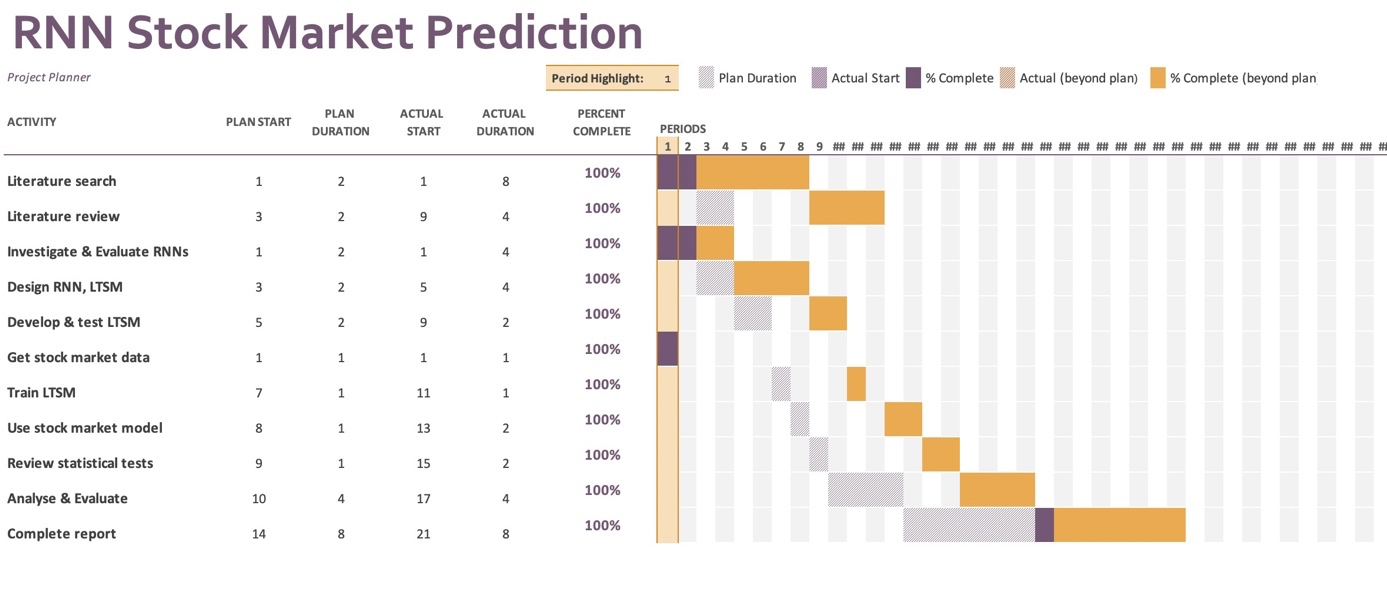 RNN Stock Market Prediction
Project Planner
Period Highlight: 1 Plan Duration Actual Start % Complete Actual (beyond plan) % Complete (beyond plan
ACTIVITY PLAN START PLAN DURATION ACTUAL START ACTUAL DURATION PERCENT COMPLETE PERIODS
1 2 3 4 5 6 7 8 9 ## ## ## ## ## ## ## ## ## ## ## ## ## ## ## ## ## ## ## ## ## ## ## ## ## ## ## ## ## #
Literature search 1 2 1 8 100%
Literature review 3 2 9 4 100%
Investigate & Evaluate RNNs 1 2 1 4 100%
Design RNN, LTSM 3 2 5 4 100%
Develop & test LTSM 5 2 9 2 100%
Get stock market data 1 1 1 1 100%
Train LTSM 7 1 11 1 100%
Use stock market model 8 1 13 2 100%
Review statistical tests 9 1 15 2 100%
Analyse & Evaluate 10 4 17 4 100%
Complete report 14 8 21 8 100%